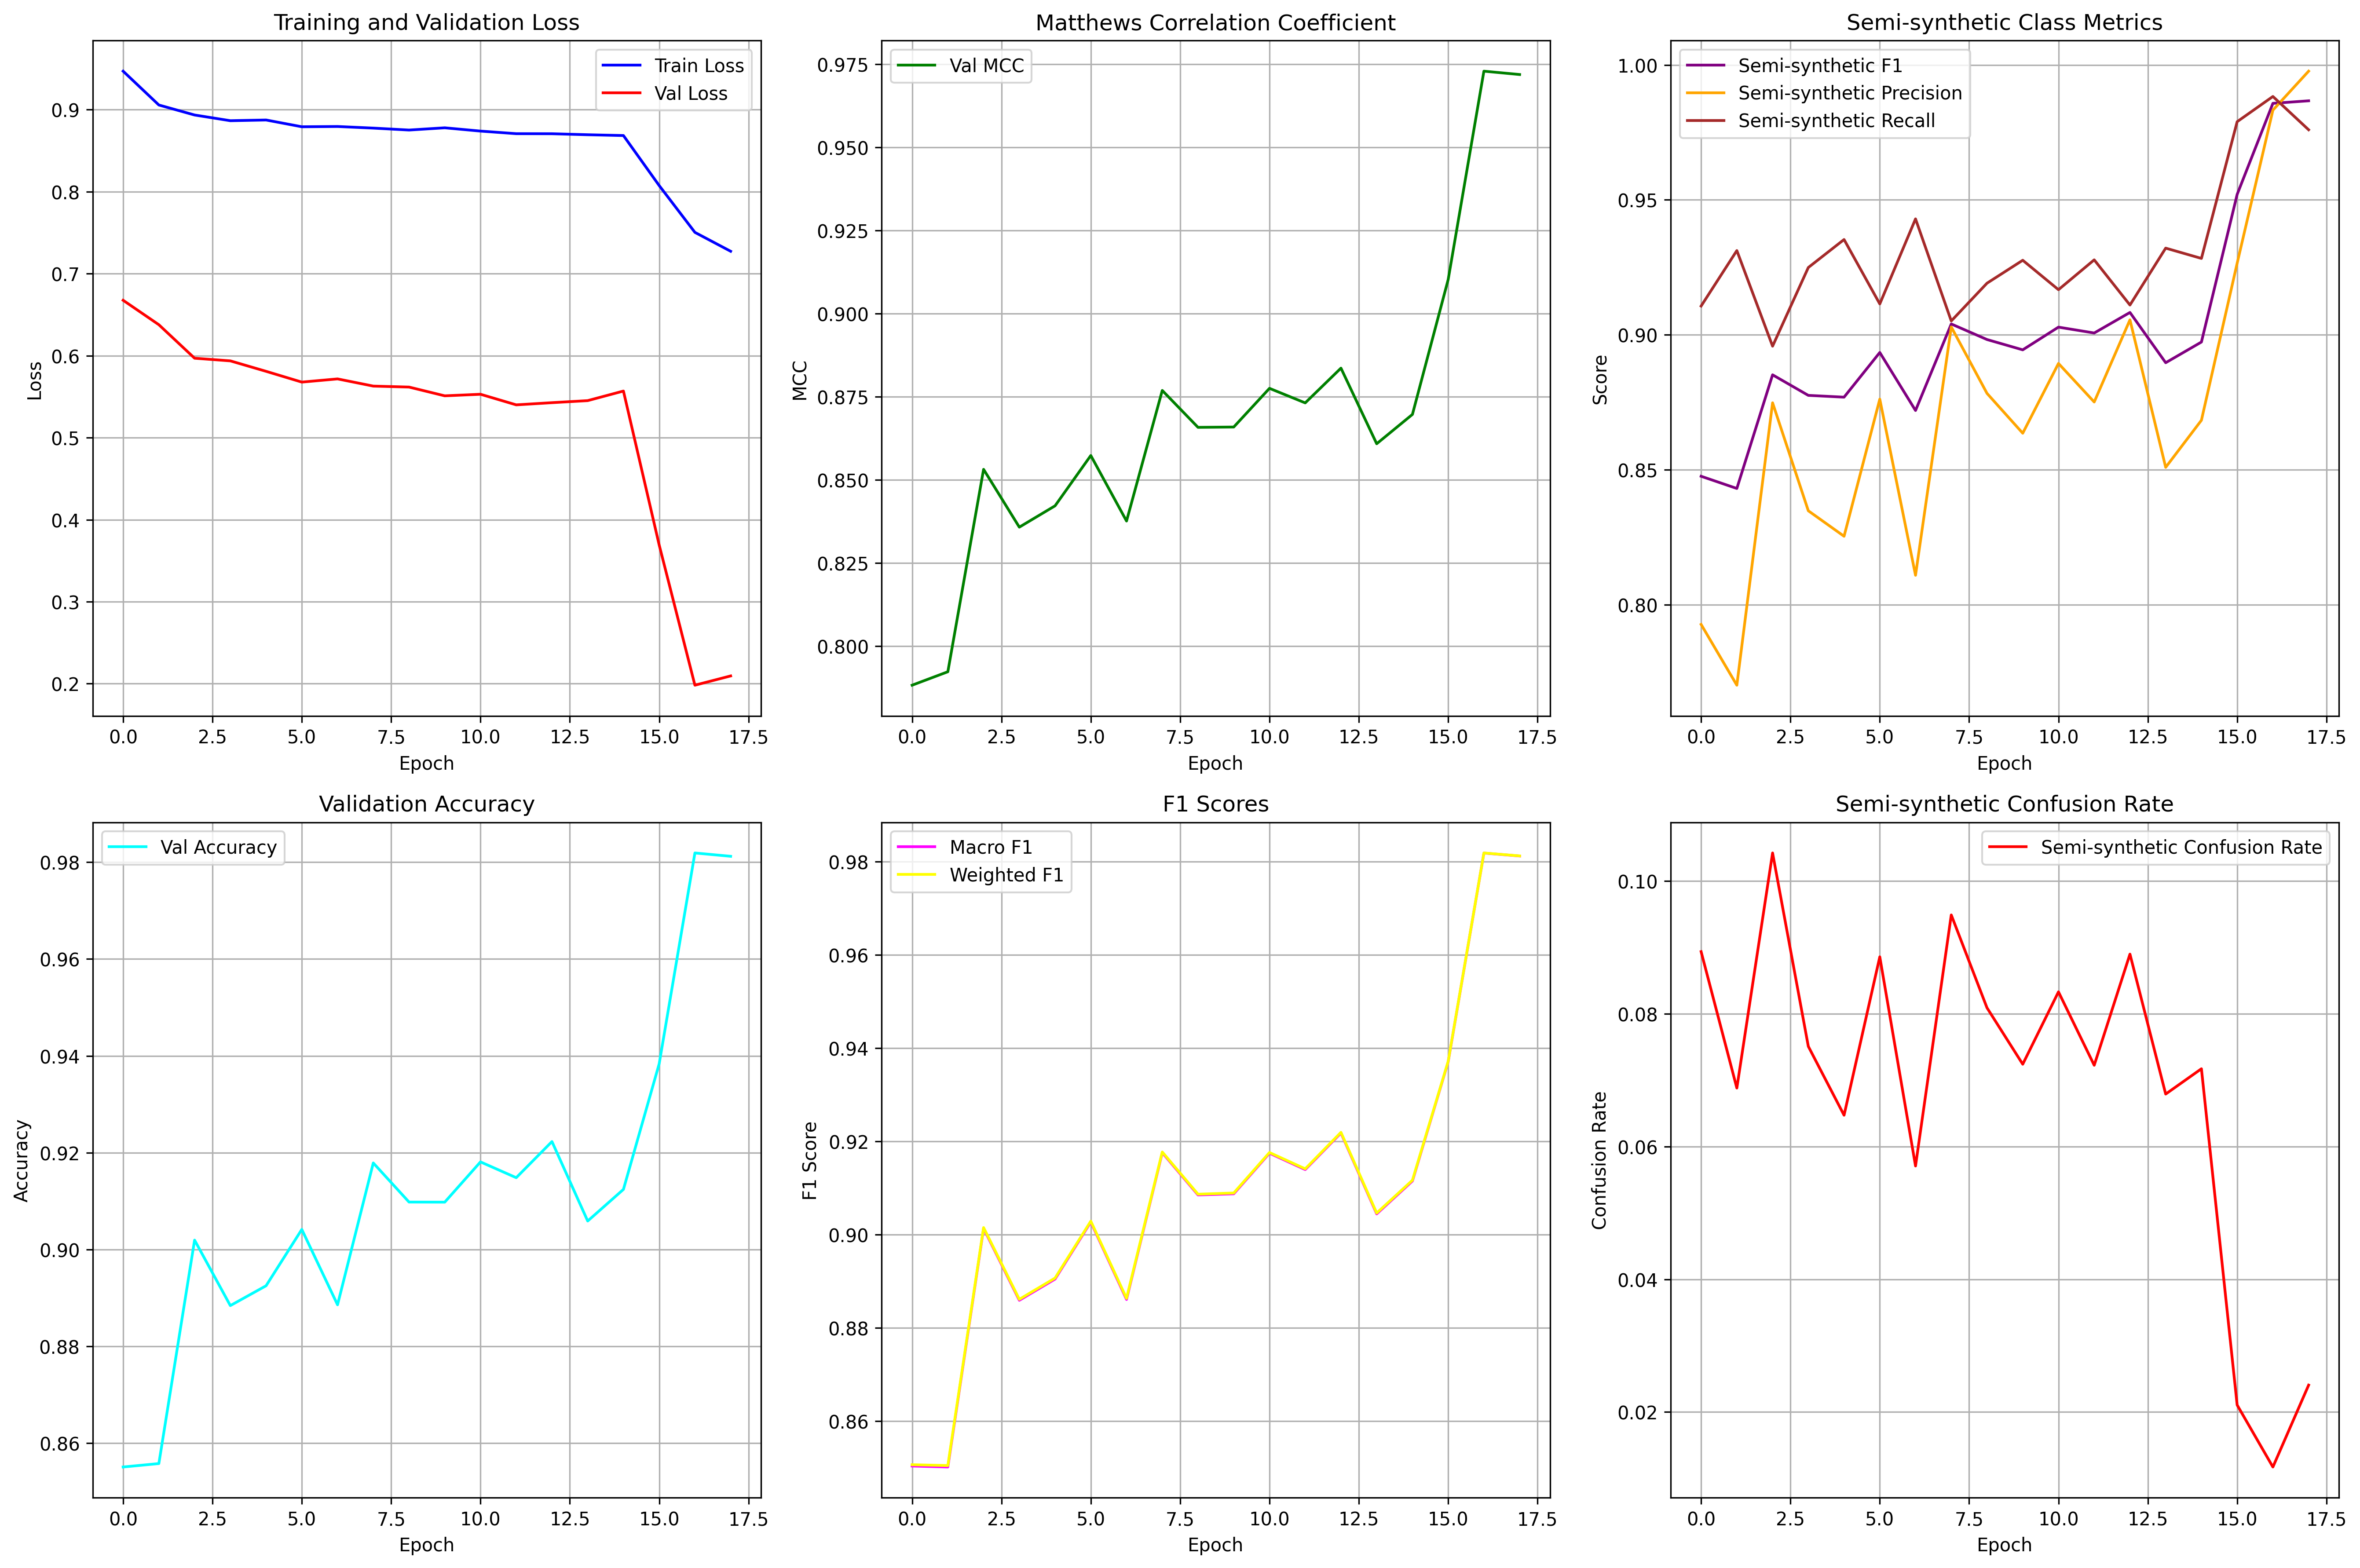 Training and Validation Loss
Train Loss
Val Loss
0.9
0.8
0.7
0.6
0.5
0.4
0.3
0.2
Loss
0.0 2.5 5.0 7.5 10.0 12.5 15.0 17.5
Epoch
Matthews Correlation Coefficient
Val MCC
0.975
0.950
0.925
0.900
0.875
0.850
0.825
0.800
MCC
0.0 2.5 5.0 7.5 10.0 12.5 15.0 17.5
Epoch
Semi-synthetic Class Metrics
Semi-synthetic F1
Semi-synthetic Precision
Semi-synthetic Recall
1.00
0.95
0.90
0.85
0.80
Score
0.0 2.5 5.0 7.5 10.0 12.5 15.0 17.5
Epoch
Validation Accuracy
Val Accuracy
0.98
0.96
0.94
0.92
0.90
0.88
0.86
Accuracy
0.0 2.5 5.0 7.5 10.0 12.5 15.0 17.5
Epoch
F1 Scores
Macro F1
Weighted F1
0.98
0.96
0.94
0.92
0.90
0.88
0.86
F1 Score
0.0 2.5 5.0 7.5 10.0 12.5 15.0 17.5
Epoch
Semi-synthetic Confusion Rate
Semi-synthetic Confusion Rate
0.10
0.08
0.06
0.04
0.02
Confusion Rate
0.0 2.5 5.0 7.5 10.0 12.5 15.0 17.5
Epoch